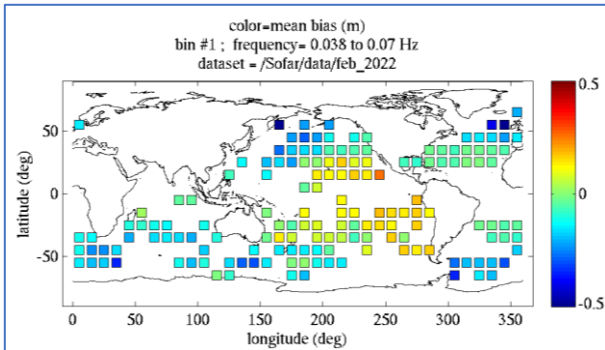 color=mean bias (m)
bin #1 ; frequency= 0.038 to 0.07 Hz
dataset = /Sofar/data/feb_2022
0.5
50
0
0
-50
-0.5
latitude (deg)
0 50 100 150 200 250 300 350
longitude (deg)